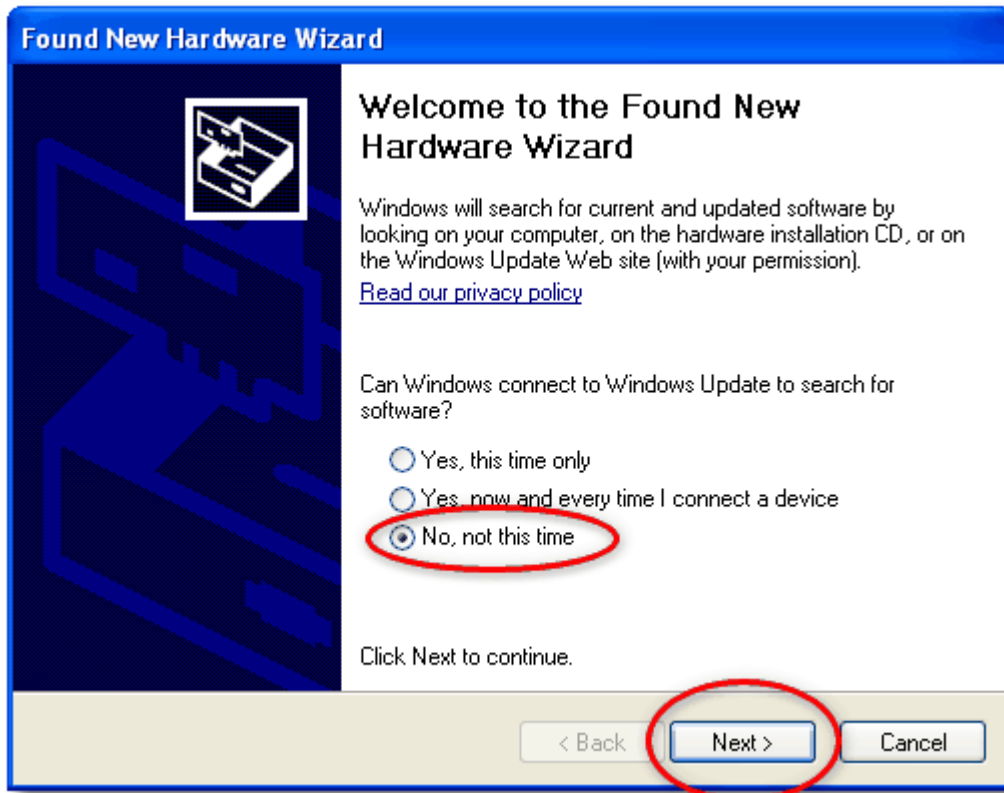 Found New Hardware Wizard
Welcome to the Found New
Hardware Wizard
Windows will search for current and updated software by
looking on your computer, on the hardware installation CD, or on
the Windows Update Web site (with your permission).
Read our privacy policy
Can Windows connect to Windows Update to search for
software?
Yes, this time only
Yes, now and every time I connect a device
No, not this time
Click Next to continue.
< Back Next > Cancel